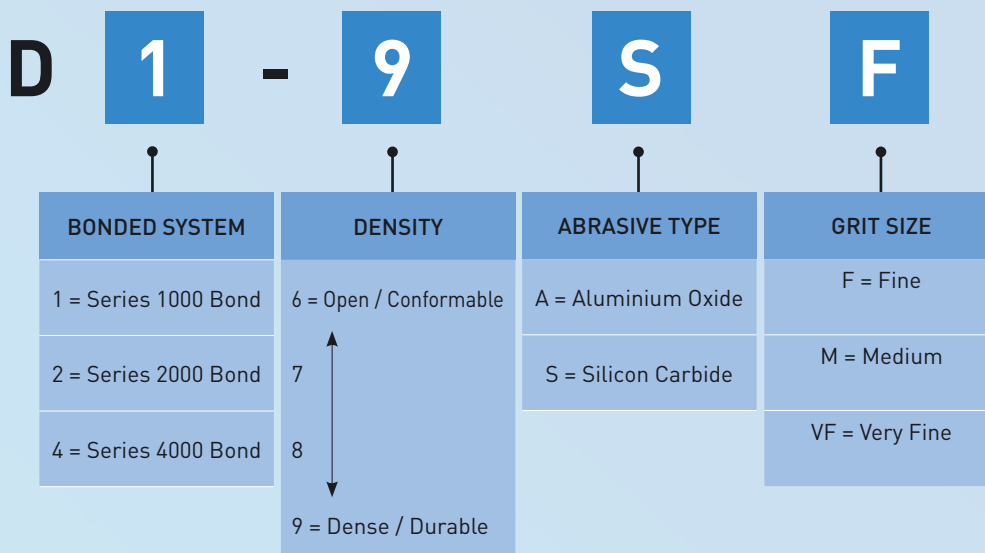 D 1 - 9 S F
BONDED SYSTEM
1 = Series 1000 Bond
2 = Series 2000 Bond
4 = Series 4000 Bond
DENSITY
6 = Open / Conformable
7
8
9 = Dense / Durable
ABRASIVE TYPE
A = Aluminium Oxide
S = Silicon Carbide
GRIT SIZE
F = Fine
M = Medium
VF = Very Fine